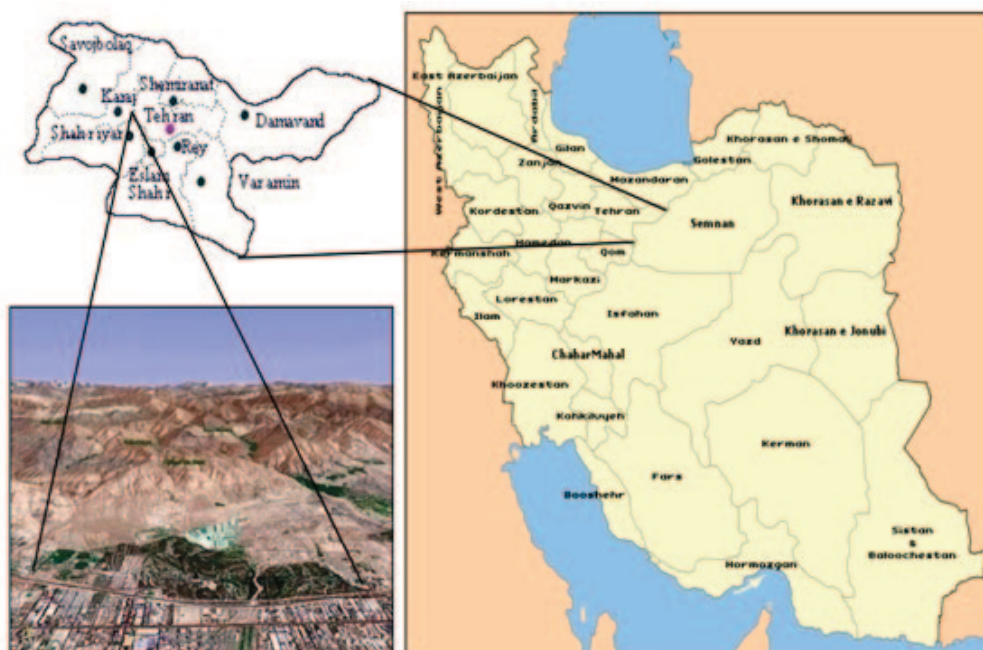 Savojbolag
Shemiranat
Karaj
Tehran
Damavand
Shahriyar
Rey
Eslam
Shahr
Varamin
East Azerbaijan
West Azerbaijan
Ardabil
Gilan
Zanjan
Mazandaran
Golestan
Khorasan e Shomali
Khorasan e Razavi
Kordestan
Qazvin
Tehran
Semnan
Hamedan
Kermanshah
Qom
Markazi
Lorestan
Ilam
Isfahan
Khorasan e Jonubi
Yazd
ChaharMahal
Khoozestan
Kohkiluyeh
Kerman
Fars
Booshehr
Sistan
&
Baloochestan
Hormozgan